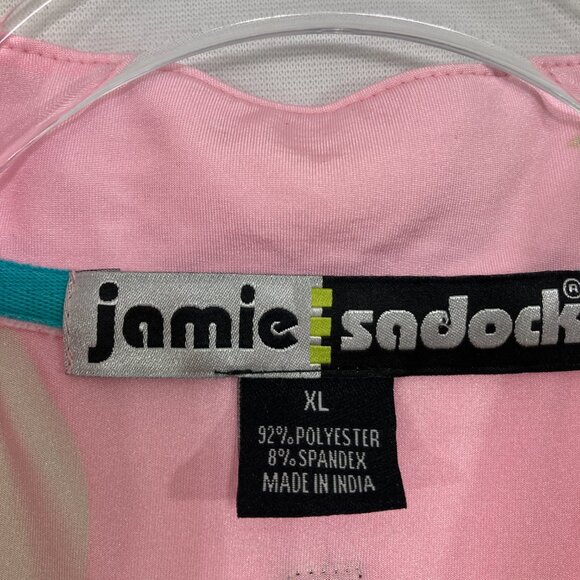 jamie sadock®
XL
92% POLYESTER
8% SPANDEX
MADE IN INDIA